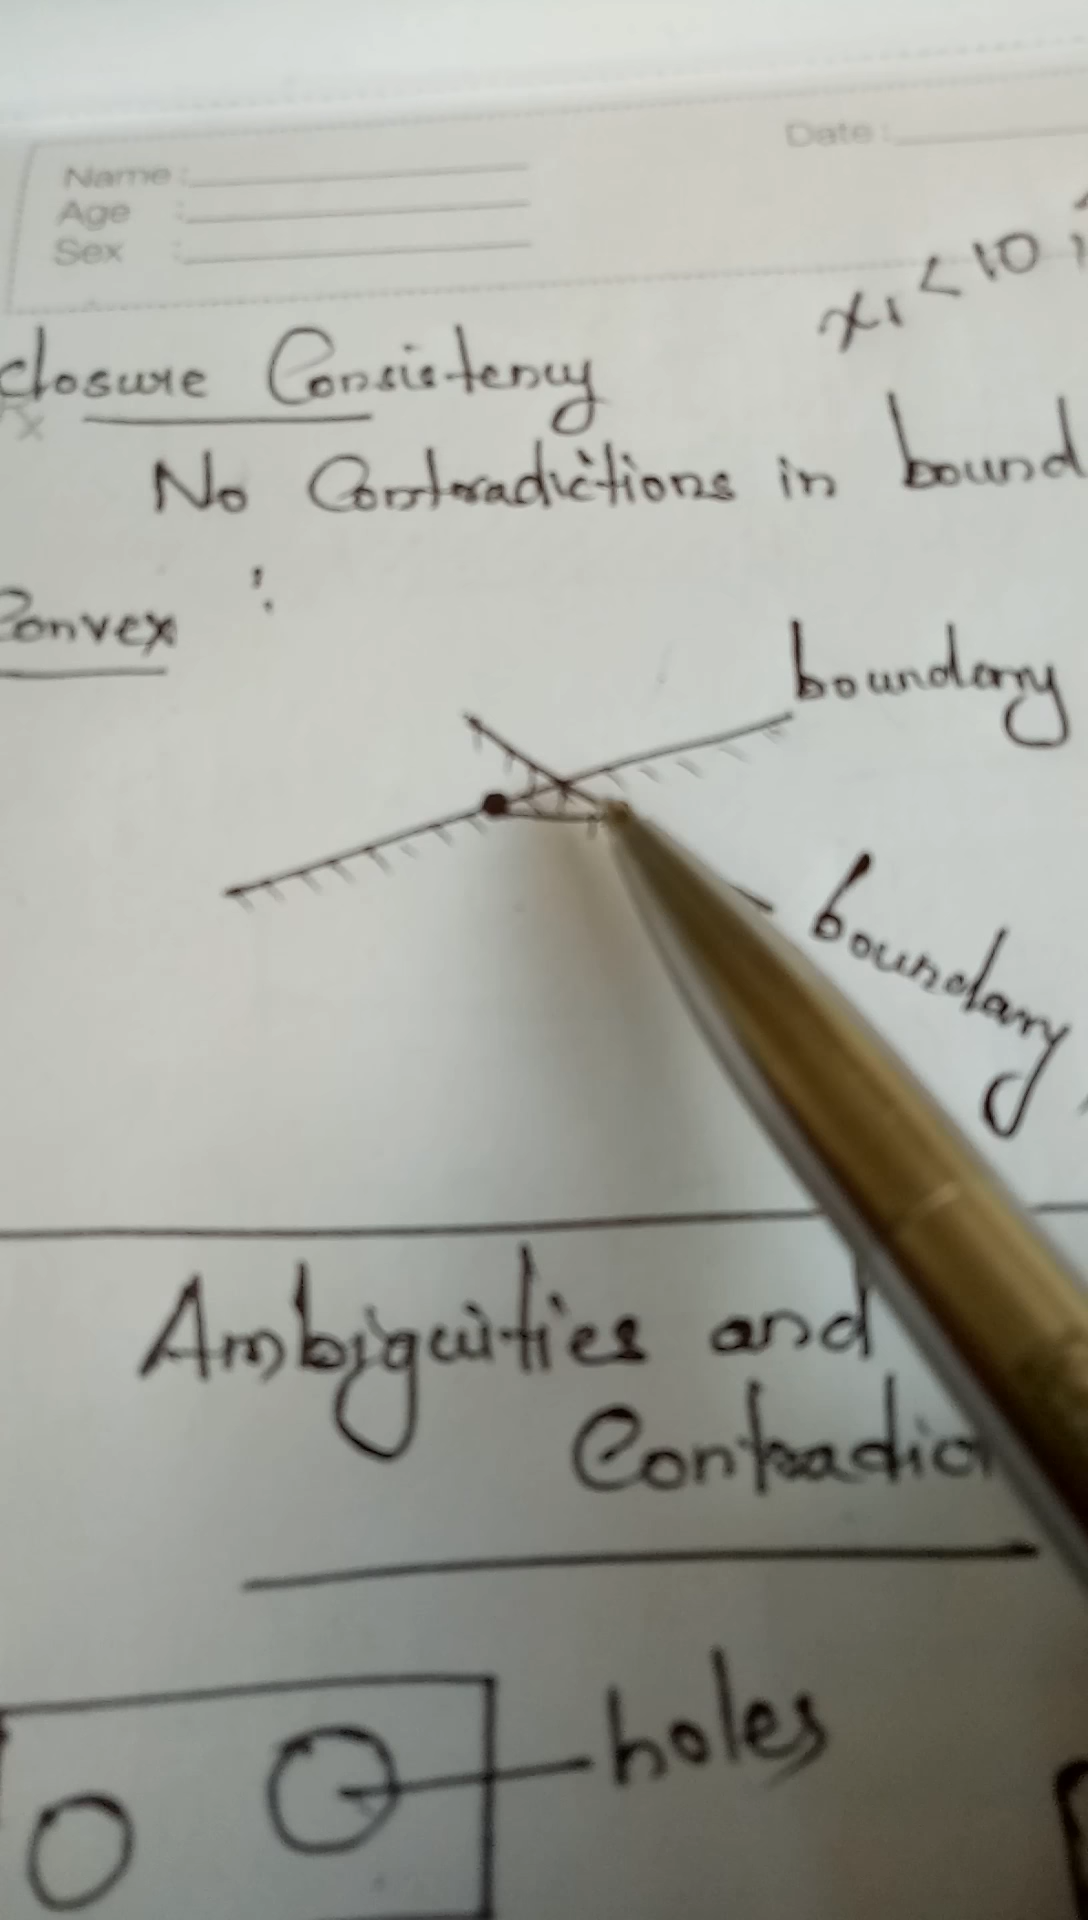 Name :
Date :
Age :
Sex :
x₁ < 10
Closure Consistency
No Contradictions in bound
Convex :
boundary
boundary
Ambiguities and
Contradic
holes